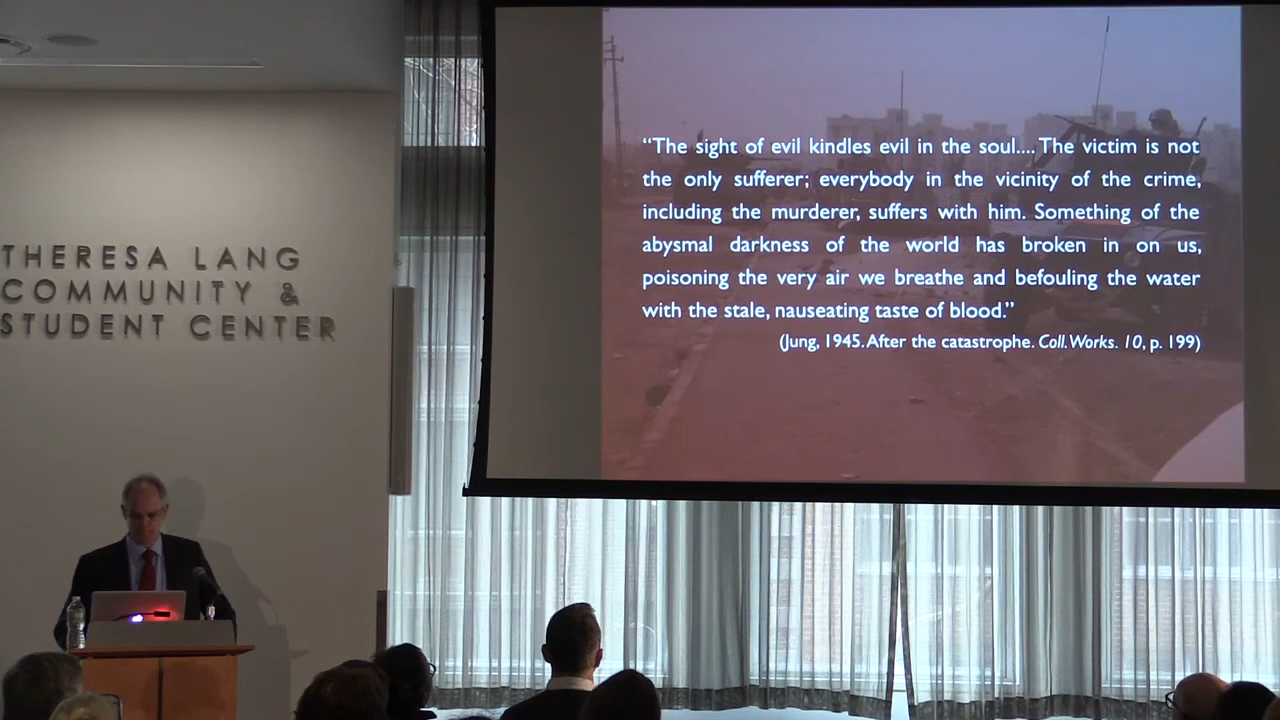 THERESA LANG
COMMUNITY &
STUDENT CENTER
“The sight of evil kindles evil in the soul.... The victim is not
the only sufferer; everybody in the vicinity of the crime,
including the murderer, suffers with him. Something of the
abysmal darkness of the world has broken in on us,
poisoning the very air we breathe and befouling the water
with the stale, nauseating taste of blood.”
(Jung, 1945. After the catastrophe. Coll. Works. 10, p. 199)